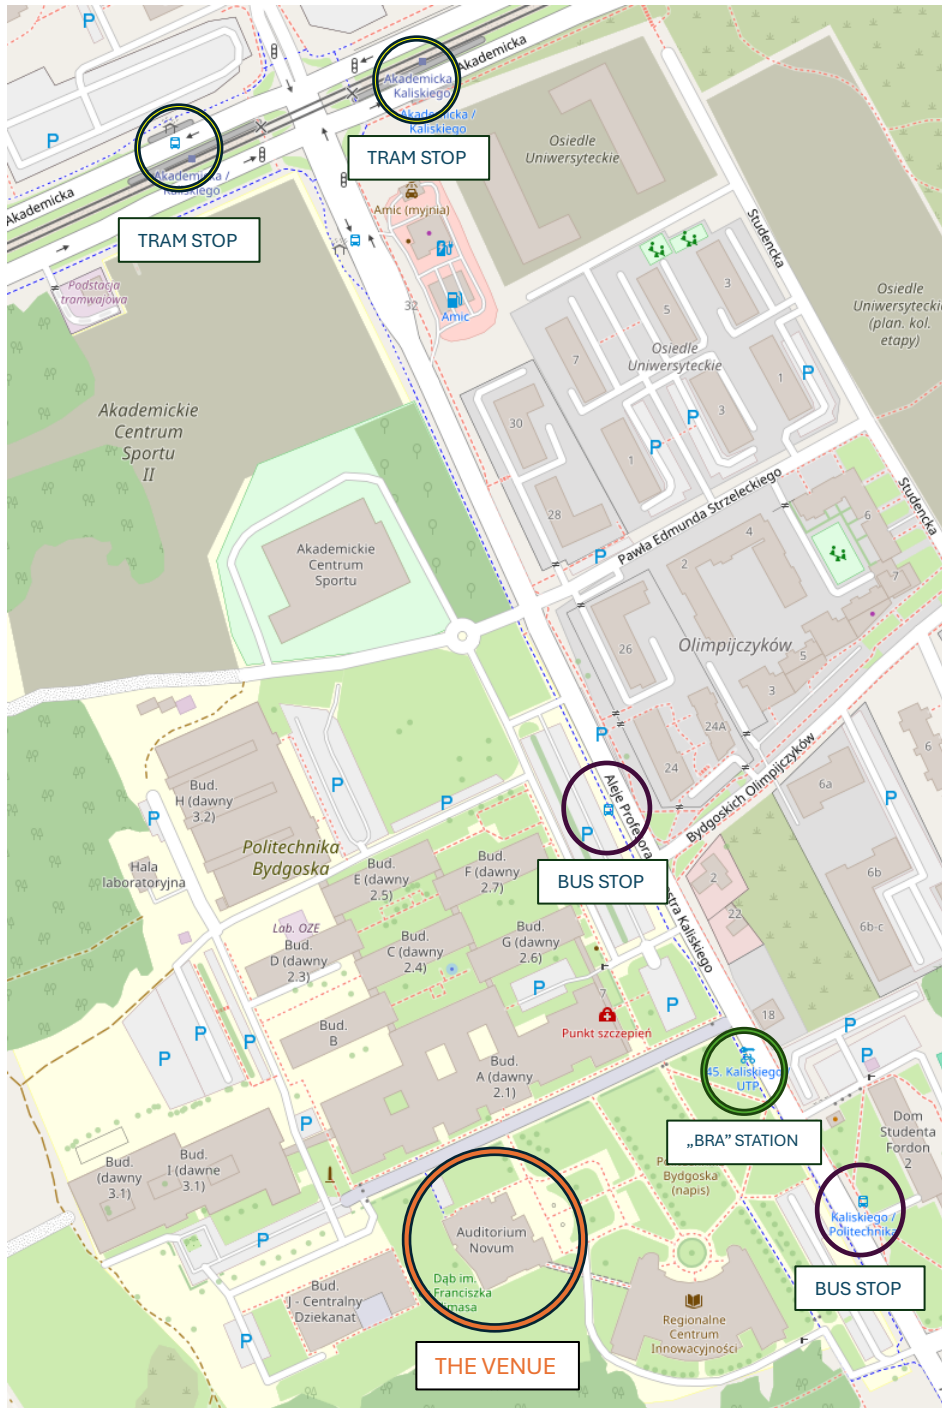 P
Akademicka
Akademicka
Kaliskiego
Akademicka /
Kaliskiego
TRAM STOP
P
Akademicka /
Kaliskiego
Akademicka
TRAM STOP
Osiedle
Uniwersyteckie
Amic (myjnia)
Studencka
Podstacja
tramwajowa
32
Amic
3
5
Osiedle
Uniwersyteckie
(plan. kol.
etapy)
Osiedle
Uniwersyteckie
7
1
P
Akademickie
Centrum
Sportu
II
30
3
P
1
P
Pawła Edmunda Strzeleckiego
Studencka
28
6
4
P
2
Akademickie
Centrum
Sportu
7
26
Olimpijczyków
5
3
24A
P
24
Bydgoskich Olimpijczyków
6
6a
P
Bud.
H (dawny
3.2)
P
P
P
Aleje Profesora
P
Politechnika
Bydgoska
BUS STOP
Hala
laboratoryjna
Bud.
E (dawny
2.5)
Bud.
F (dawny
2.7)
2
6b
22
6b-c
stra Kaliskiego
Lab. OZE
Bud.
D (dawny
2.3)
Bud.
C (dawny
2.4)
Bud.
G (dawny
2.6)
P
7
P
Punkt szczepień
18
P
P
P
P
P
Bud.
B
Bud.
A (dawny
2.1)
45. Kaliskiego
UTP
„BRA” STATION
P
Dom
Studenta
Fordon
2
Bud.
(dawny
3.1)
Bud.
I (dawne
3.1)
Bydgoska
(napis)
Kaliskiego /
Politechnika
BUS STOP
P
Auditorium
Novum
Dąb im.
Franciszka
Bud.
J - Centralny
Dziekanat
P
Regionalne
Centrum
Innowacyjności
THE VENUE